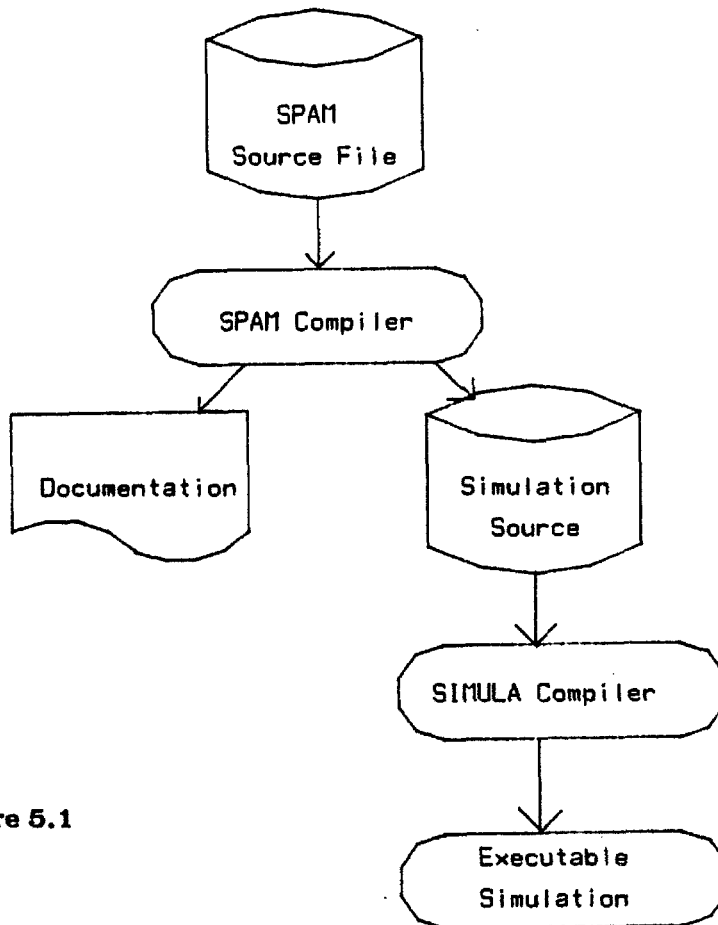 SPAM
Source File
SPAM Compiler
Documentation
Simulation
Source
SIMULA Compiler
re 5.1
Executable
Simulation